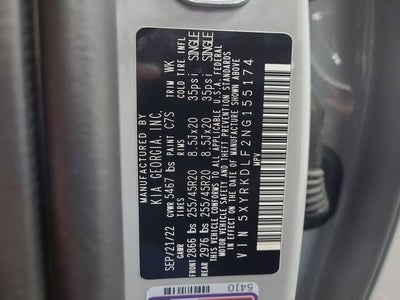 MANUFACTURED BY
KIA GEORGIA, INC.
SEP/21/22 GVWR 5467 lbs PAINT C7S TRIM WK
GAWR TIRES RIMS COLD TIRE INFL
FRONT 2866 lbs 255/45R20 8.5Jx20 35psi SINGLE
REAR 2976 lbs 255/45R20 8.5Jx20 35psi SINGLE
THIS VEHICLE CONFORMS TO ALL APPLICABLE U.S.A. FEDERAL
MOTOR VEHICLE SAFETY AND THEFT PREVENTION STANDARDS
IN EFFECT ON THE DATE OF MANUFACTURE SHOWN ABOVE
VIN 5XYRKDLF2NG155174
MPV
5410